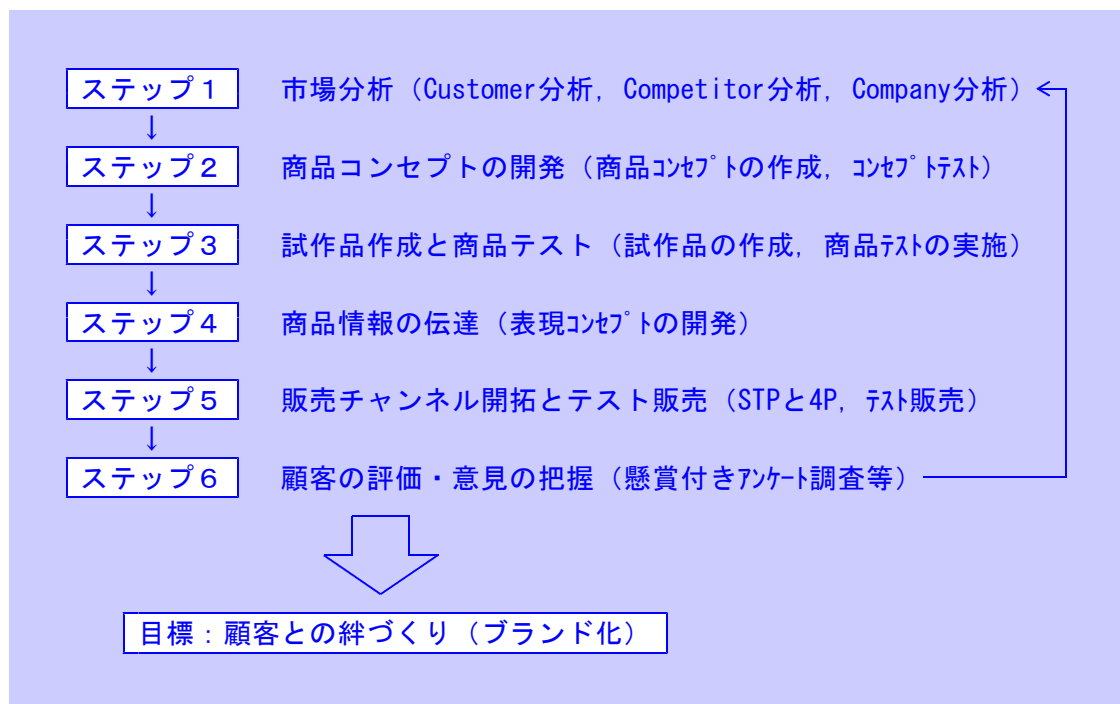 ステップ1 市場分析（Customer分析, Competitor分析, Company分析）
↓
ステップ2 商品コンセプトの開発（商品ｺﾝｾﾌﾟﾄの作成, ｺﾝｾﾌﾟﾄﾃｽﾄ）
↓
ステップ3 試作品作成と商品テスト（試作品の作成, 商品ﾃｽﾄの実施）
↓
ステップ4 商品情報の伝達（表現ｺﾝｾﾌﾟﾄの開発）
↓
ステップ5 販売チャンネル開拓とテスト販売（STPと4P, ﾃｽﾄ販売）
↓
ステップ6 顧客の評価・意見の把握（懸賞付きｱﾝｹｰﾄ調査等）
目標：顧客との絆づくり（ブランド化）